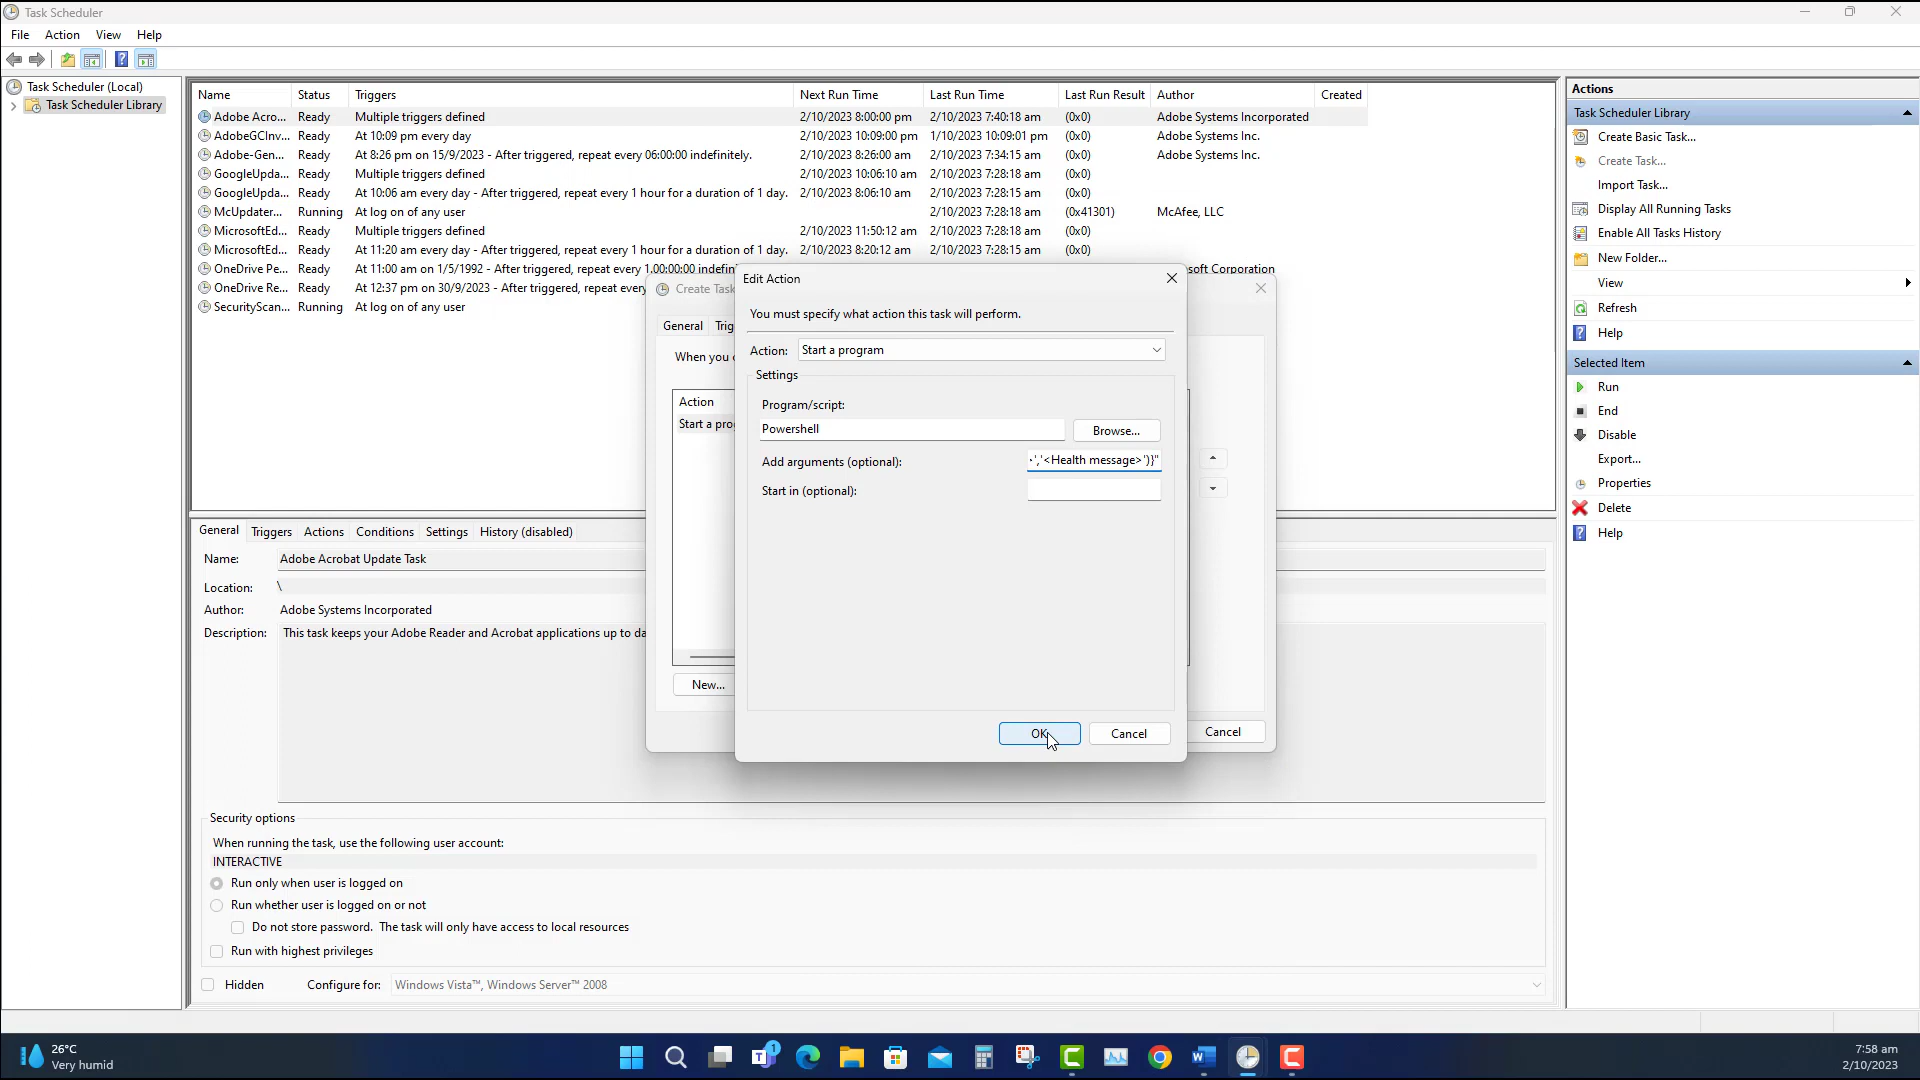 Task Scheduler
File Action View Help
Task Scheduler (Local)
Task Scheduler Library
Name Status Triggers Next Run Time Last Run Time Last Run Result Author Created
Adobe Acro... Ready Multiple triggers defined 2/10/2023 8:00:00 pm 2/10/2023 7:40:18 am (0x0) Adobe Systems Incorporated
AdobeGCInv... Ready At 10:09 pm every day 2/10/2023 10:09:00 pm 1/10/2023 10:09:01 pm (0x0) Adobe Systems Inc.
Adobe-Gen... Ready At 8:26 pm on 15/9/2023 - After triggered, repeat every 06:00:00 indefinitely. 2/10/2023 8:26:00 am 2/10/2023 7:34:15 am (0x0) Adobe Systems Inc.
GoogleUpda... Ready Multiple triggers defined 2/10/2023 10:06:10 am 2/10/2023 7:28:18 am (0x0)
GoogleUpda... Ready At 10:06 am every day - After triggered, repeat every 1 hour for a duration of 1 day. 2/10/2023 8:06:10 am 2/10/2023 7:28:15 am (0x0)
McUpdater... Running At log on of any user 2/10/2023 7:28:18 am (0x41301) McAfee, LLC
MicrosoftEd... Ready Multiple triggers defined 2/10/2023 11:50:12 am 2/10/2023 7:28:18 am (0x0)
MicrosoftEd... Ready At 11:20 am every day - After triggered, repeat every 1 hour for a duration of 1 day. 2/10/2023 8:20:12 am 2/10/2023 7:28:15 am (0x0)
OneDrive Pe... Ready At 11:00 am on 1/5/1992 - After triggered, repeat every 1.00:00:00 indefini soft Corporation
OneDrive Re... Ready At 12:37 pm on 30/9/2023 - After triggered, repeat every
SecurityScan... Running At log on of any user
Create Task
General Trig
When you c
Action
Start a prog
New...
Cancel
Edit Action
You must specify what action this task will perform.
Action: Start a program
Settings
Program/script:
Powershell Browse...
Add arguments (optional): >','<Health message>')}"
Start in (optional):
OK Cancel
General Triggers Actions Conditions Settings History (disabled)
Name: Adobe Acrobat Update Task
Location: \
Author: Adobe Systems Incorporated
Description: This task keeps your Adobe Reader and Acrobat applications up to da
Security options
When running the task, use the following user account:
INTERACTIVE
Run only when user is logged on
Run whether user is logged on or not
Do not store password. The task will only have access to local resources
Run with highest privileges
Hidden Configure for: Windows Vista™, Windows Server™ 2008
Actions
Task Scheduler Library
Create Basic Task...
Create Task...
Import Task...
Display All Running Tasks
Enable All Tasks History
New Folder...
View
Refresh
Help
Selected Item
Run
End
Disable
Export...
Properties
Delete
Help
26°C
Very humid
1
7:58 am
2/10/2023